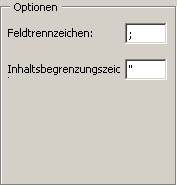 Optionen
Feldtrennzeichen: ;
Inhaltsbegrenzungszeic "